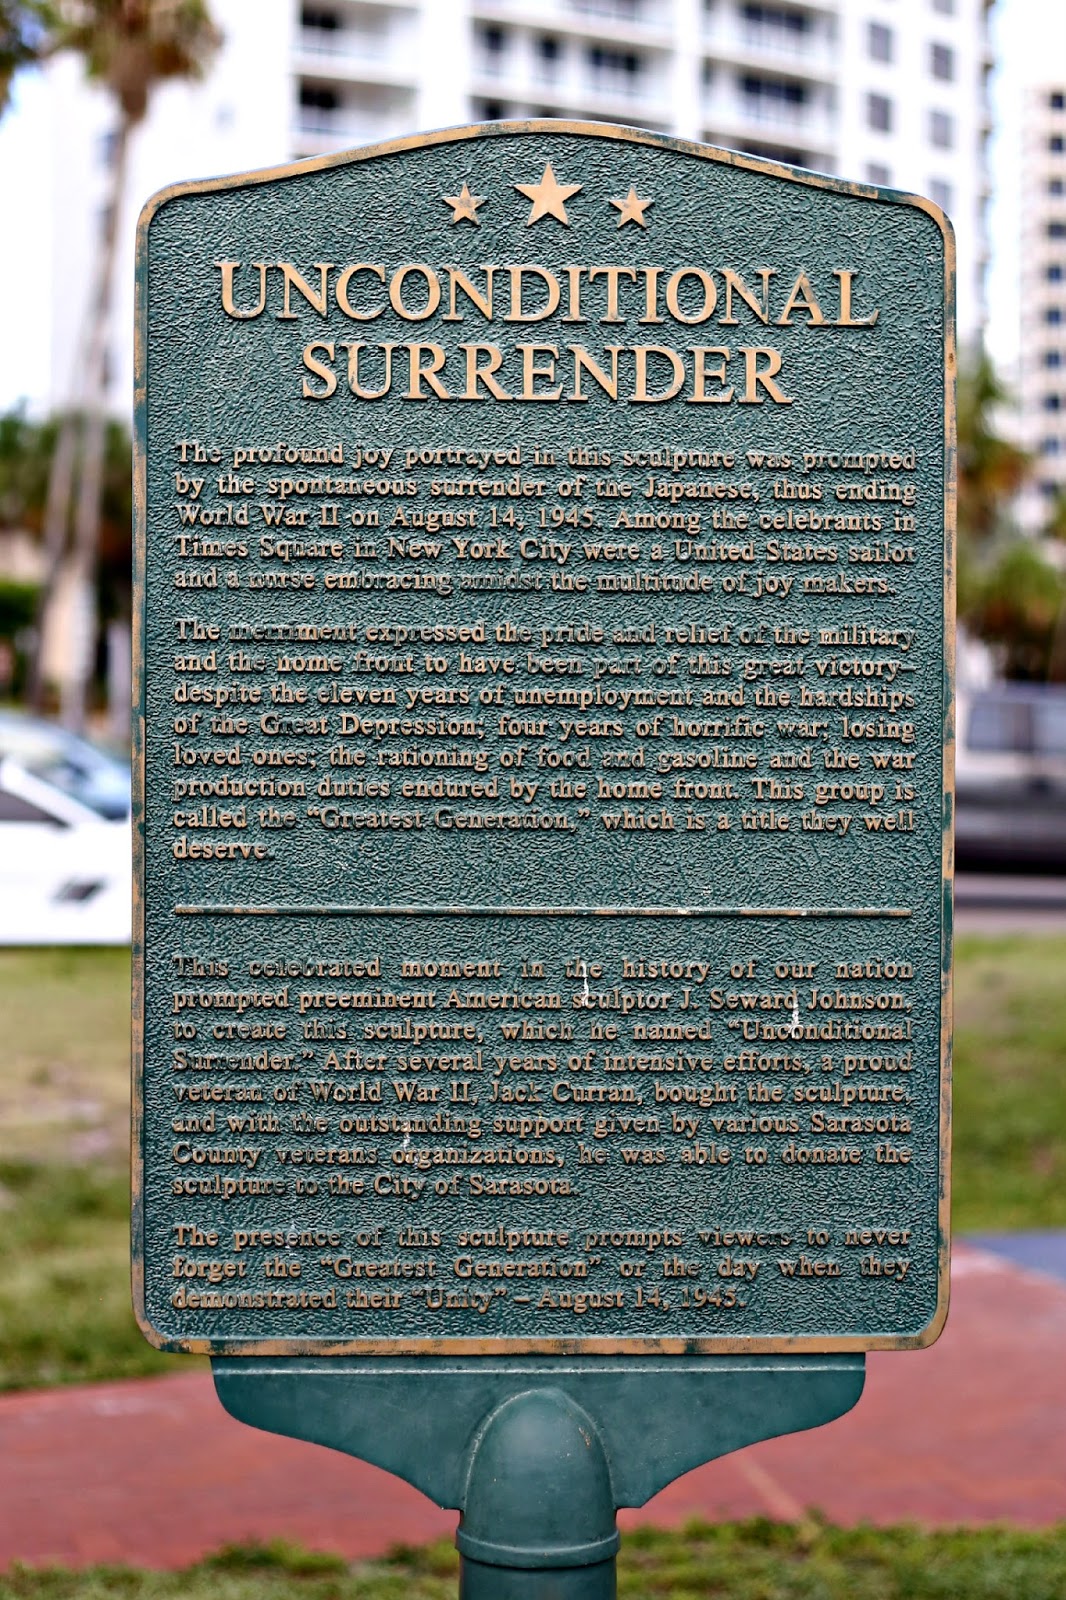 UNCONDITIONAL
SURRENDER
The profound joy portrayed in this sculpture was prompted
by the spontaneous surrender of the Japanese, thus ending
World War II on August 14, 1945. Among the celebrants in
Times Square in New York City were a United States sailor
and a nurse embracing amidst the multitude of joy makers.
The merriment expressed the pride and relief of the military
and the home front to have been part of this great victory–
despite the eleven years of unemployment and the hardships
of the Great Depression; four years of horrific war; losing
loved ones; the rationing of food and gasoline and the war
production duties endured by the home front. This group is
called the “Greatest Generation,” which is a title they well
deserve.
This celebrated moment in the history of our nation
prompted preeminent American sculptor J. Seward Johnson,
to create this sculpture, which he named “Unconditional
Surrender.” After several years of intensive efforts, a proud
veteran of World War II, Jack Curran, bought the sculpture,
and with the outstanding support given by various Sarasota
County veterans organizations, he was able to donate the
sculpture to the City of Sarasota.
The presence of this sculpture prompts viewers to never
forget the “Greatest Generation” or the day when they
demonstrated their “Unity” – August 14, 1945.